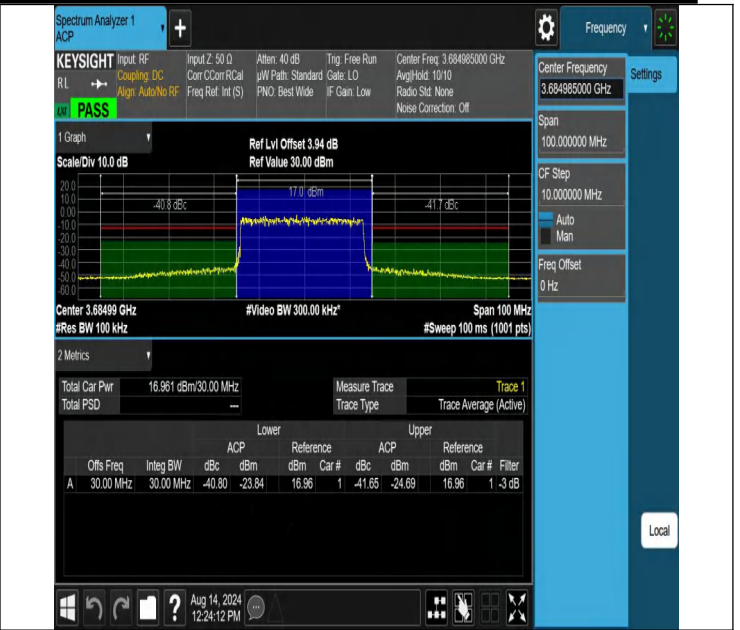 Spectrum Analyzer 1
ACP
+
Frequency
KEYSIGHT Input: RF Input Z: 50 Ω Atten: 40 dB Trig: Free Run Center Freq: 3.684985000 GHz
RL Coupling: DC Corr CCorr RCal µW Path: Standard Gate: LO Avg|Hold: 10/10
Align: Auto/No RF Freq Ref: Int (S) PNO: Best Wide IF Gain: Low Radio Std: None
PASS Noise Correction: Off
Center Frequency
3.684985000 GHz
Settings
Span
100.000000 MHz
CF Step
10.000000 MHz
Auto
Man
Freq Offset
0 Hz
1 Graph
Ref Lvl Offset 3.94 dB
Scale/Div 10.0 dB Ref Value 30.00 dBm
20.0
10.0
0.00
-10.0
-20.0
-30.0
-40.0
-50.0
-60.0
-40.8 dBc 17.0 dBm -41.7 dBc
Center 3.68499 GHz #Video BW 300.00 kHz* Span 100 MHz
#Res BW 100 kHz #Sweep 100 ms (1001 pts)
2 Metrics
Total Car Pwr 16.961 dBm/30.00 MHz Measure Trace Trace 1
Total PSD --- Trace Type Trace Average (Active)
Lower Upper
ACP Reference ACP Reference
Offs Freq Integ BW dBc dBm dBm Car # dBc dBm dBm Car # Filter
A 30.00 MHz 30.00 MHz -40.80 -23.84 16.96 1 -41.65 -24.69 16.96 1 -3 dB
Local
?
Aug 14, 2024
12:24:12 PM